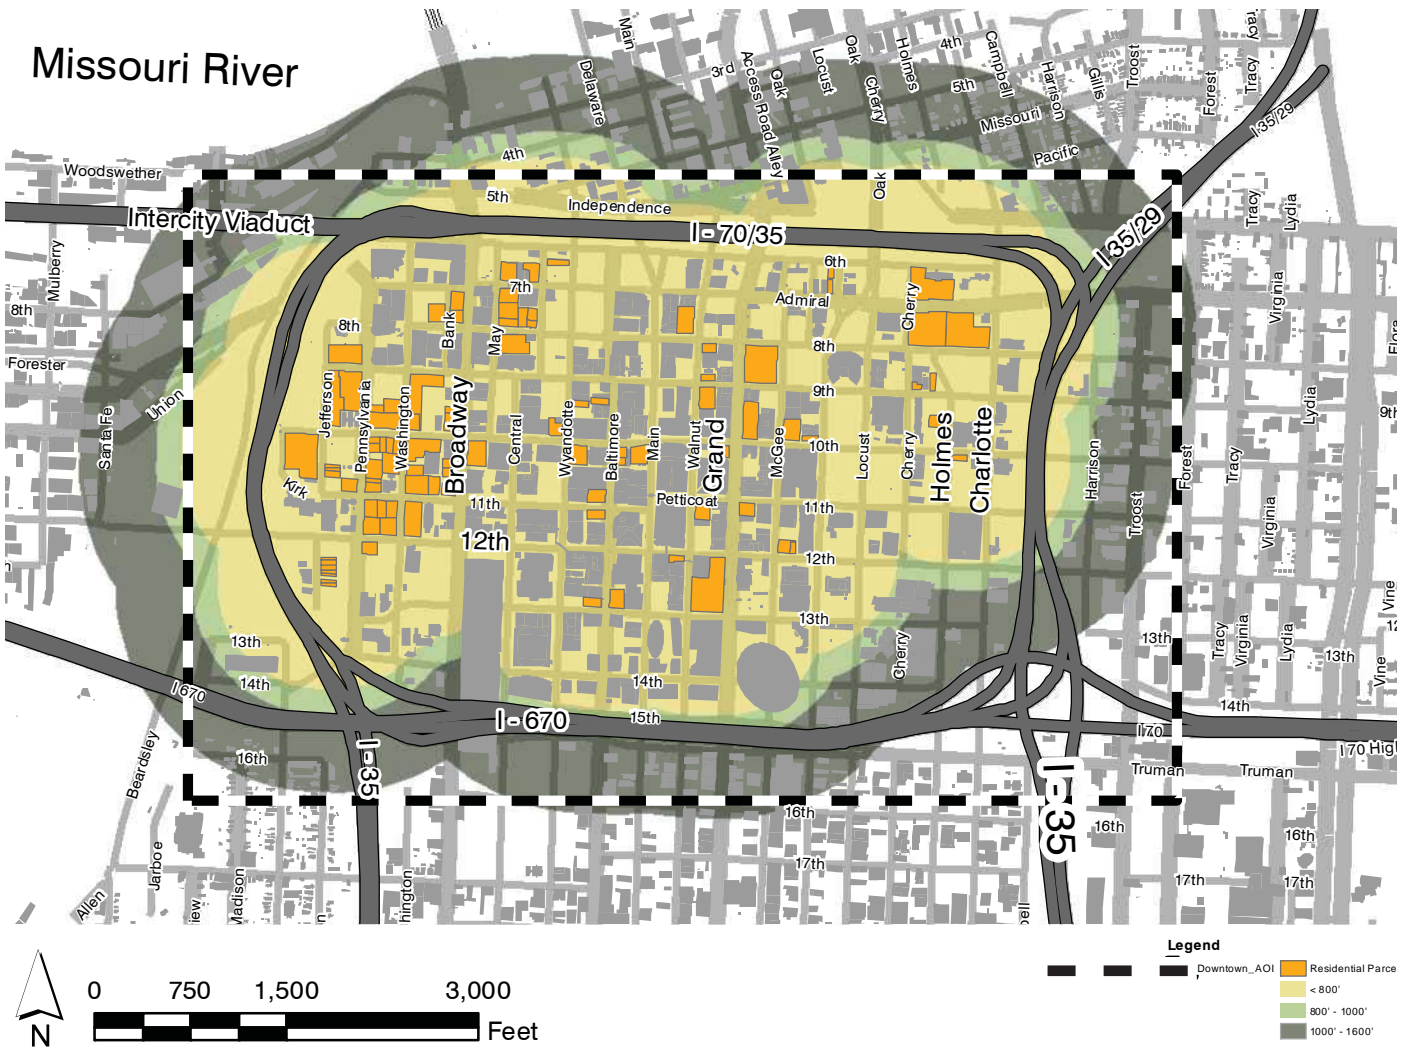 Missouri River
Main
Delaware
3rd
Access Road Alley
Oak
Locust
Oak
Cherry
Holmes
4th
5th
Campbell
Harrison
Gillis
Troost
Missouri
Pacific
Forest
Tracy
I 35/29
Woodswether
4th
5th
Independence
Oak
Intercity Viaduct
I - 70/35
I 35/29
Tracy
Lydia
Mulberry
8th
Forester
Santa Fe
Union
6th
7th
Admiral
Cherry
8th
Bank
May
8th
9th
Virginia
Lydia
9th
Jefferson
Pennsylvania
Washington
Broadway
Central
Wyandotte
Baltimore
Main
Walnut
Grand
McGee
10th
Locust
Cherry
Holmes
Charlotte
Harrison
Troost
Forest
Tracy
Virginia
Kirk
11th
Petticoat
11th
12th
12th
13th
13th
Cherry
13th
Tracy
Virginia
Lydia
13th
Vine
Vine
14th
14th
14th
15th
I 670
I - 670
I 70
I 70 High
16th
I - 35
I - 35
Truman
Truman
Beardsley
16th
16th
16th
17th
17th
17th
Jarboe
Allen
Madison
N
0 750 1,500 3,000
Feet
Legend
Downtown_AOI
Residential Parce
< 800'
800' - 1000'
1000' - 1600'